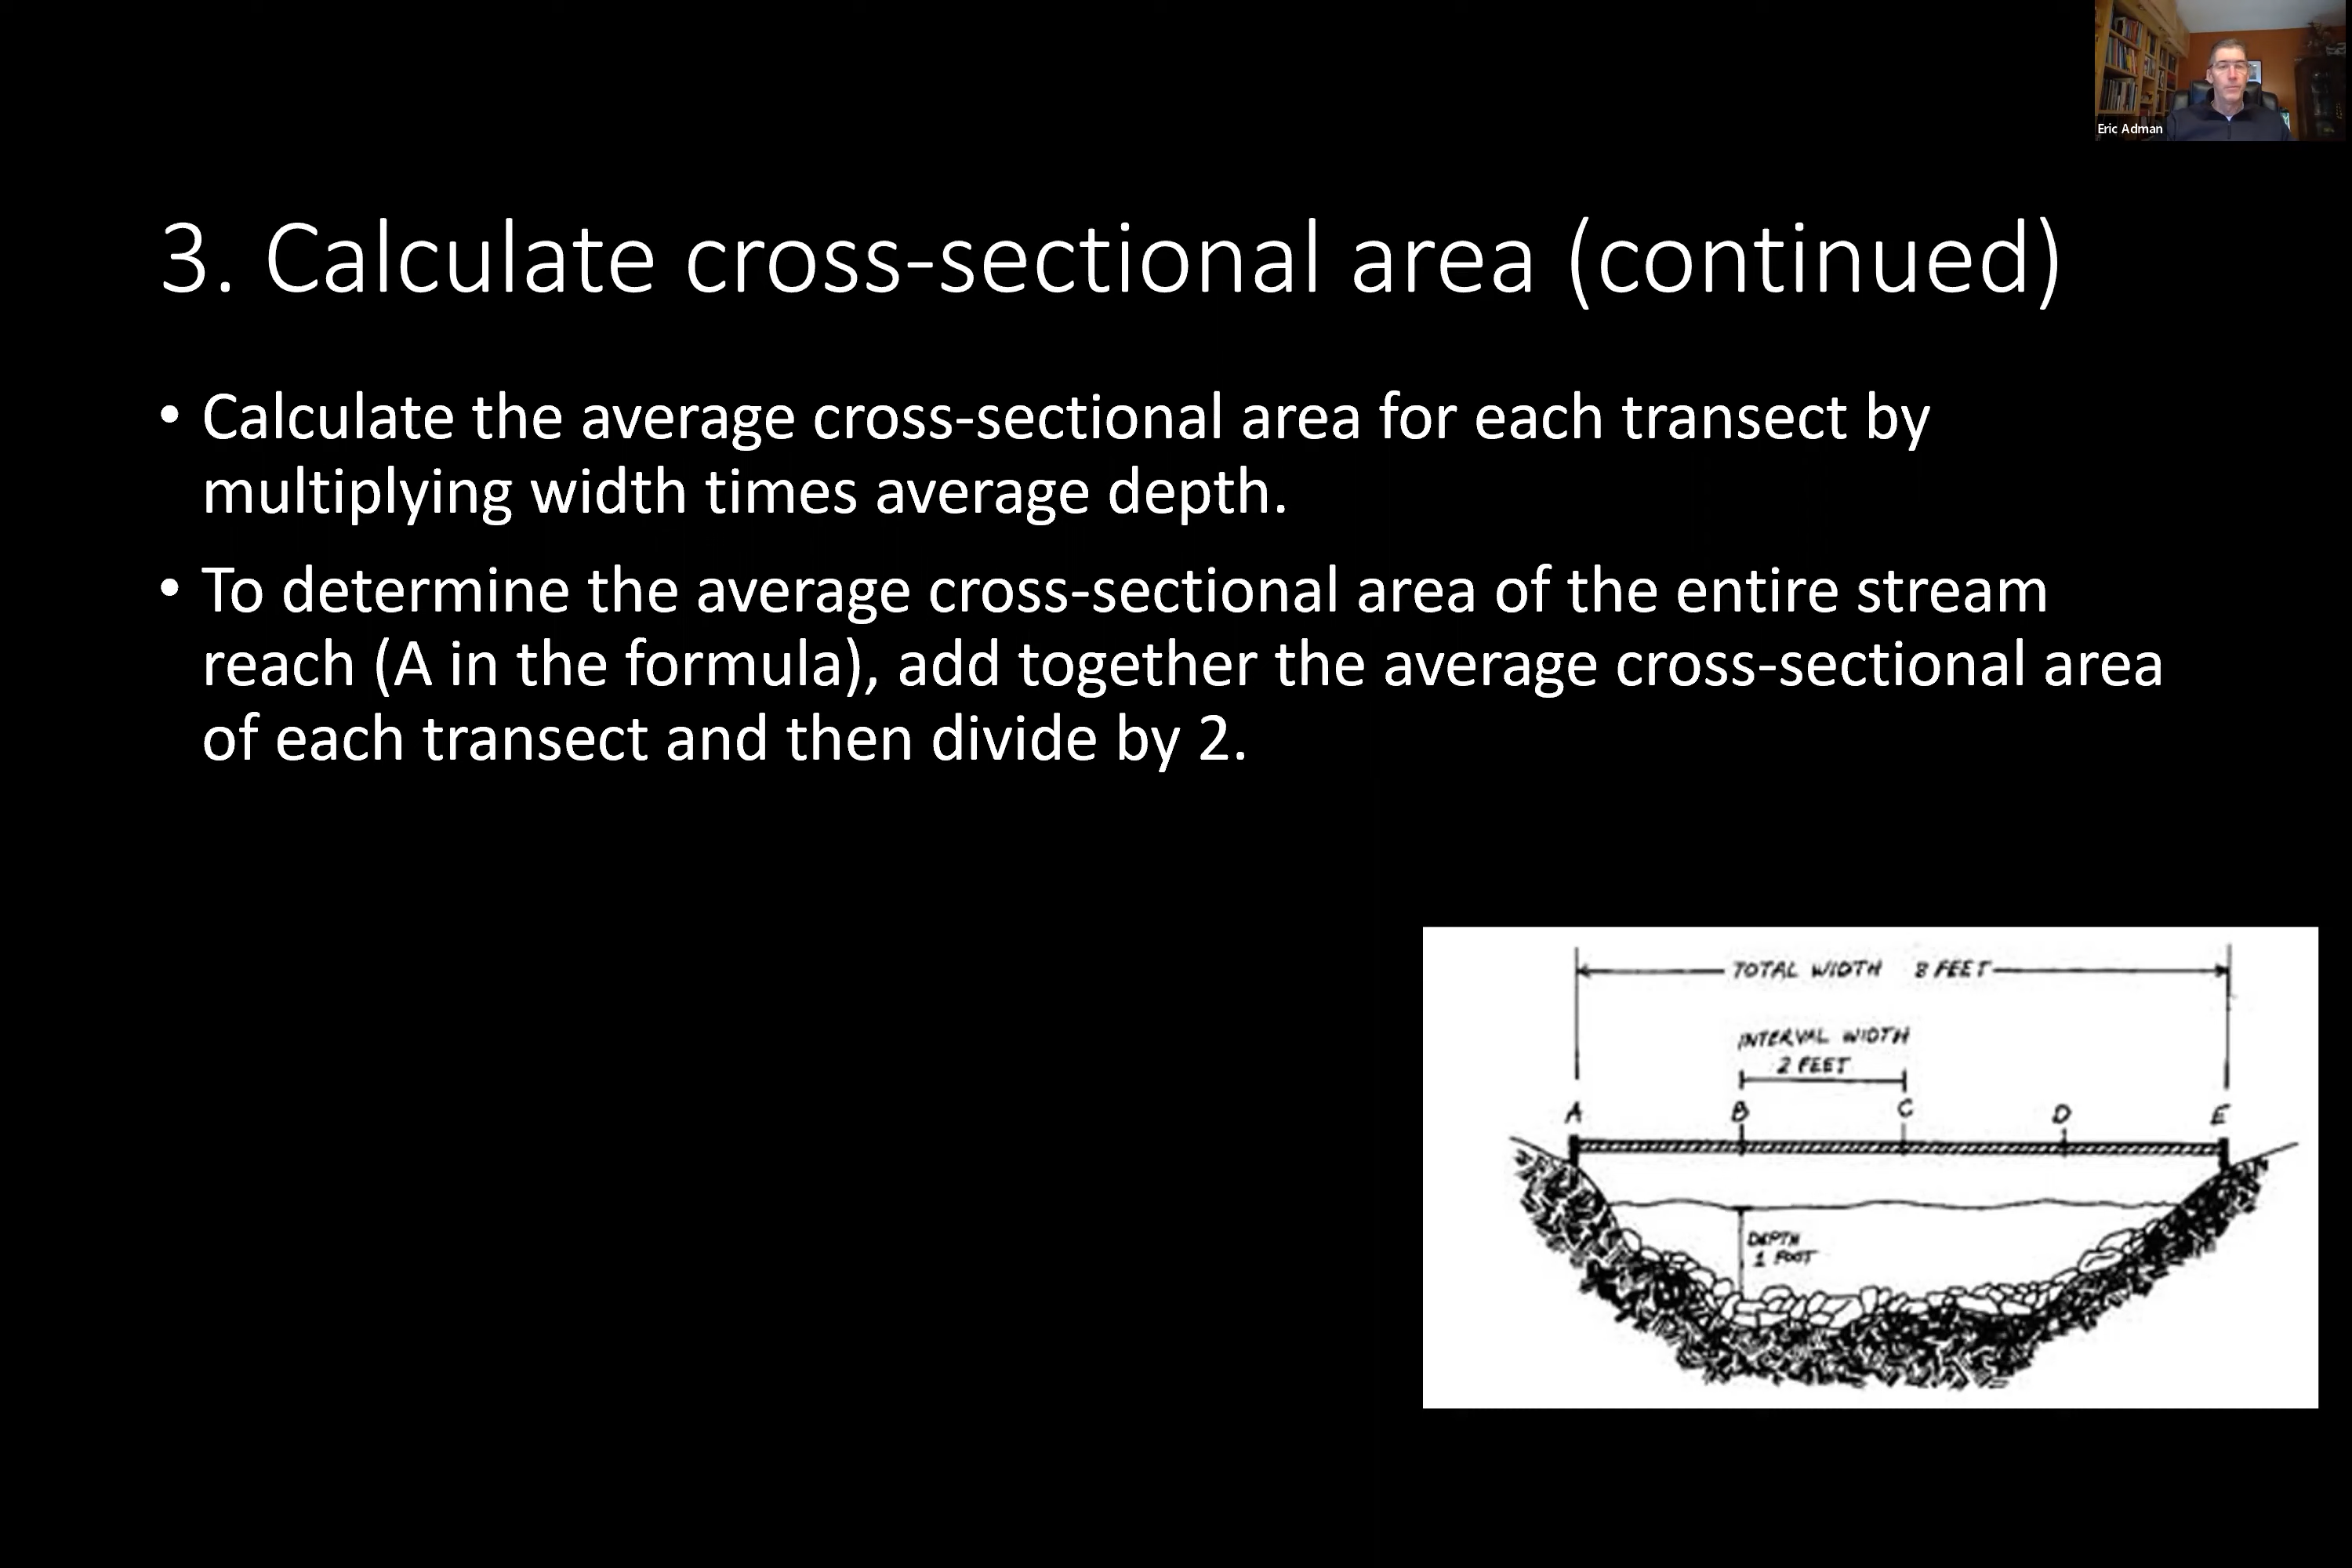 Eric Adman
3. Calculate cross-sectional area (continued)
• Calculate the average cross-sectional area for each transect by
multiplying width times average depth.
• To determine the average cross-sectional area of the entire stream
reach (A in the formula), add together the average cross-sectional area
of each transect and then divide by 2.
TOTAL WIDTH 8 FEET
INTERVAL WIDTH
2 FEET
A B C D E
DEPTH
1 FOOT